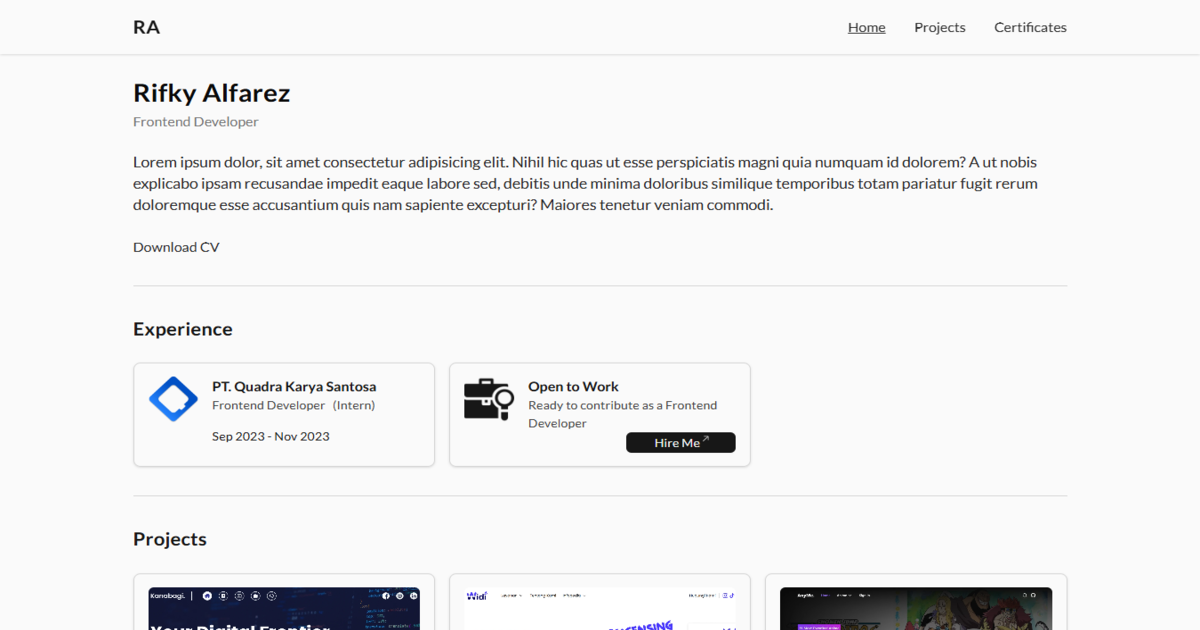 RA
Home Projects Certificates
Rifky Alfarez
Frontend Developer
Lorem ipsum dolor, sit amet consectetur adipisicing elit. Nihil hic quas ut esse perspiciatis magni quia numquam id dolorem? A ut nobis
explicabo ipsam recusandae impedit eaque labore sed, debitis unde minima doloribus similique temporibus totam pariatur fugit rerum
doloremque esse accusantium quis nam sapiente excepturi? Maiores tenetur veniam commodi.
Download CV
Experience
PT. Quadra Karya Santosa
Frontend Developer (Intern)
Sep 2023 - Nov 2023
Open to Work
Ready to contribute as a Frontend
Developer
Hire Me
Projects
Kanabagi.
Your Digital Frontier
Widi